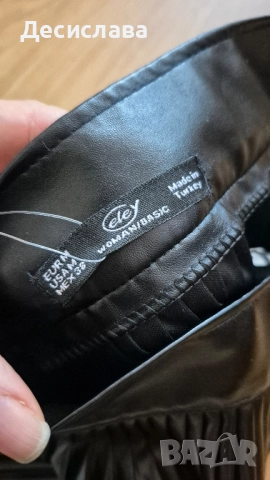 Десислава
eley
WOMAN/BASIC
Made in
Turkey
EUR M
USA M
MEX 38
BAZAR